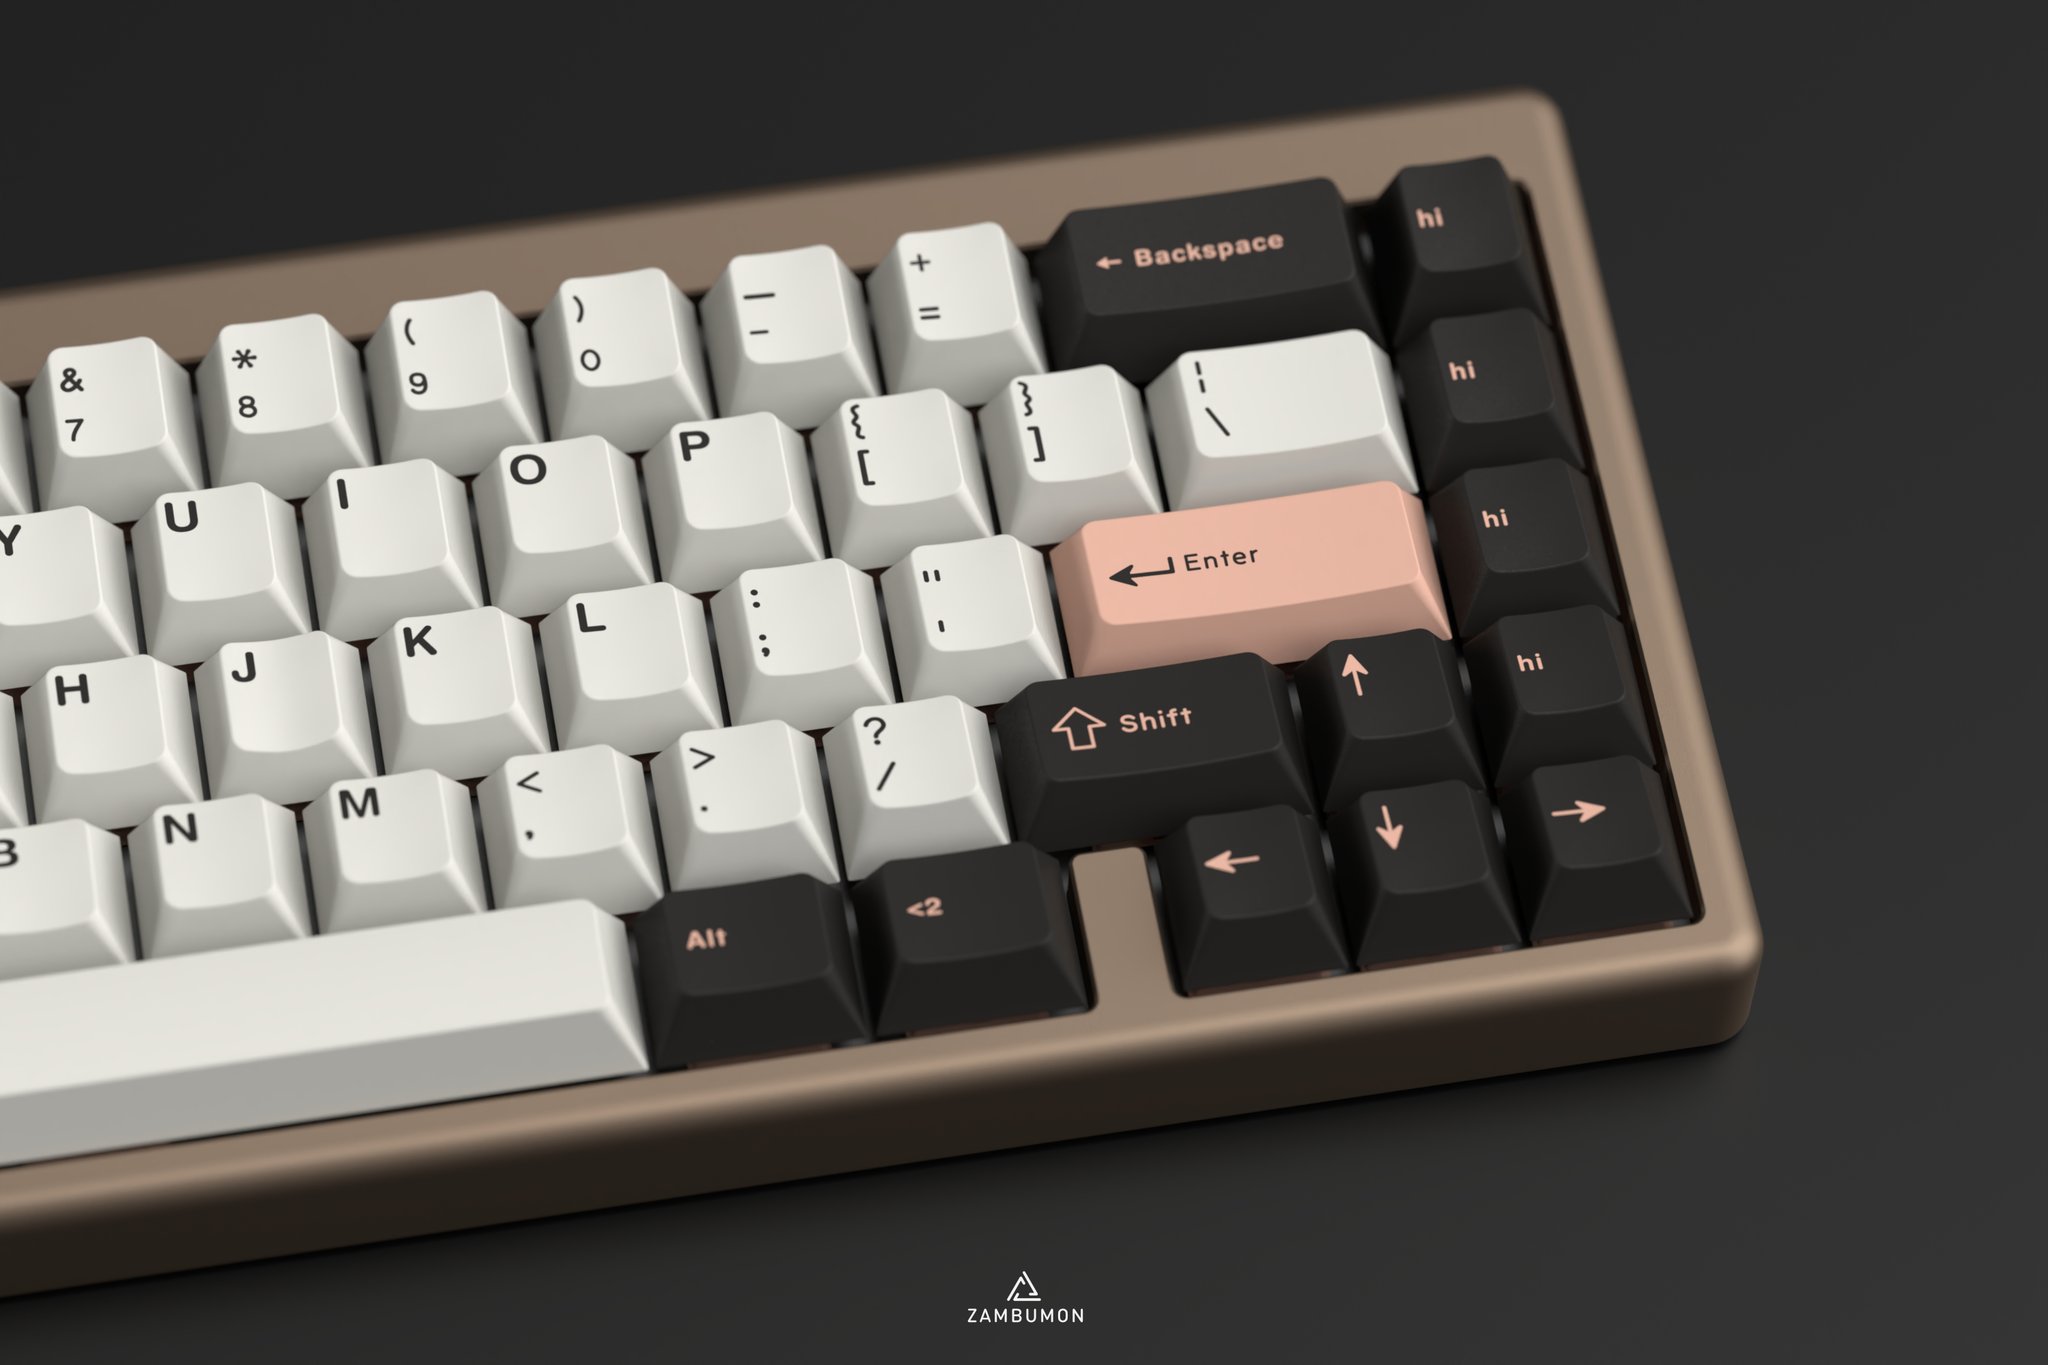 ← Backspace
hi
+
=
—
–
)
0
(
9
*
8
&
7
¦
\
hi
}
]
{
[
P
O
I
U
Y
← Enter
hi
"
'
:
;
L
K
J
H
⇧ Shift
↑
hi
?
/
>
.
<
,
M
N
B
Alt
<2
←
↓
→
ZAMBUMON